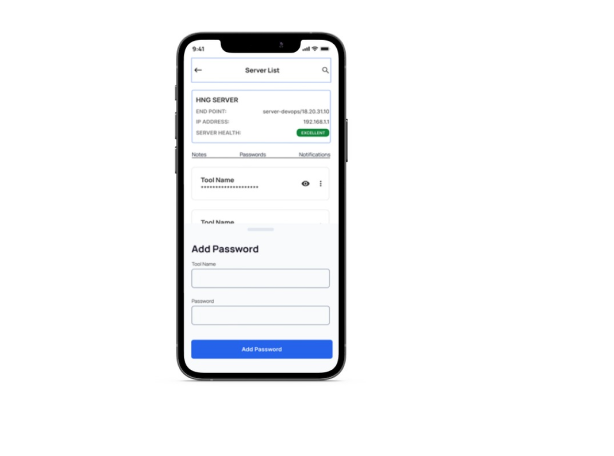 9:41
Server List
HNG SERVER
END POINT: server-devops/18.20.31.10
IP ADDRESS: 192.168.1.1
SERVER HEALTH: EXCELLENT
Notes Passwords Notifications
Tool Name
********************
Tool Name
Add Password
Tool Name
Password
Add Password